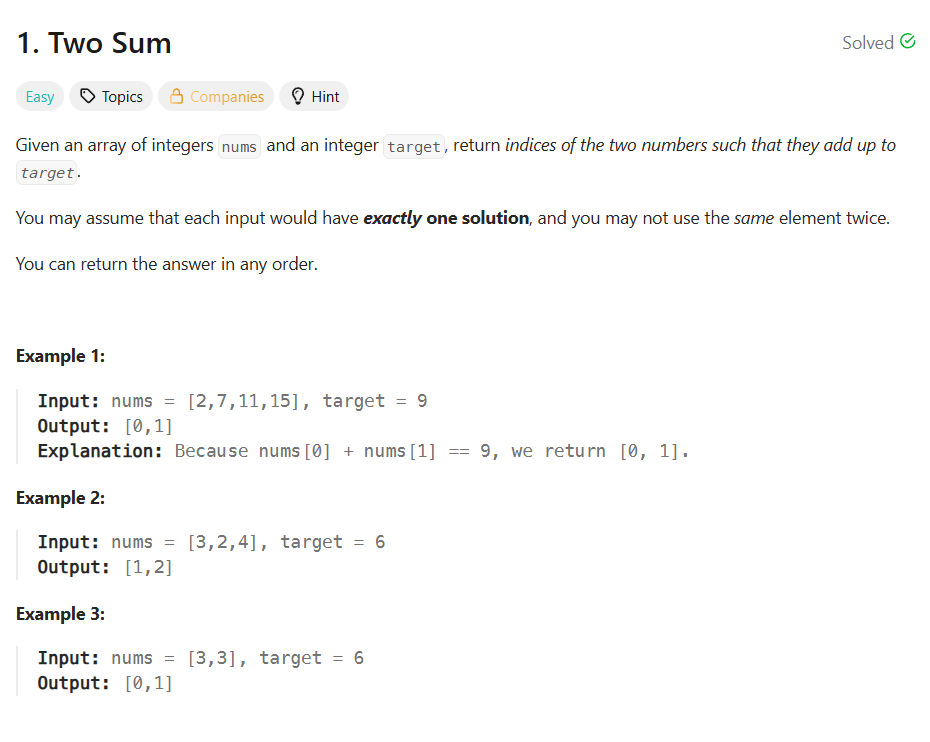 1. Two Sum
Solved
Easy Topics Companies Hint
Given an array of integers nums and an integer target, return indices of the two numbers such that they add up to
target.
You may assume that each input would have exactly one solution, and you may not use the same element twice.
You can return the answer in any order.
Example 1:
Input: nums = [2,7,11,15], target = 9
Output: [0,1]
Explanation: Because nums[0] + nums[1] == 9, we return [0, 1].
Example 2:
Input: nums = [3,2,4], target = 6
Output: [1,2]
Example 3:
Input: nums = [3,3], target = 6
Output: [0,1]